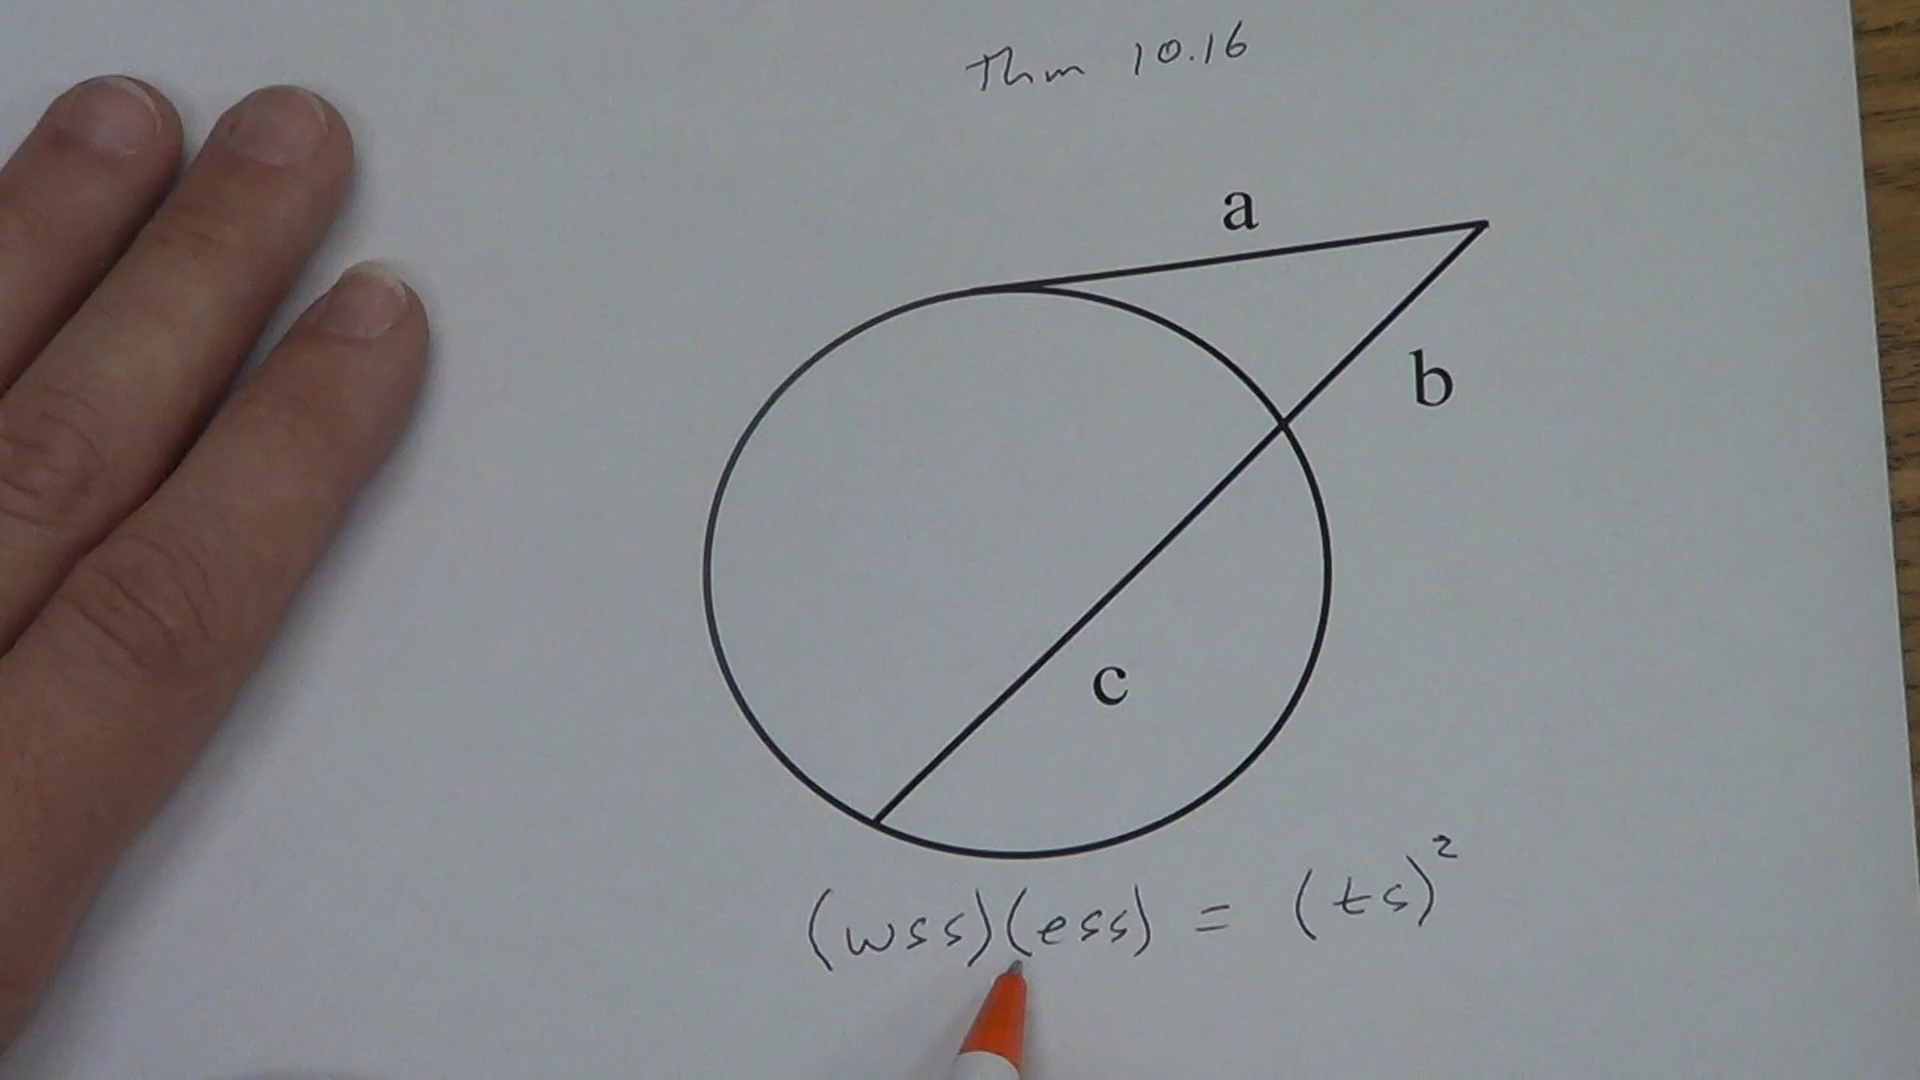 Thm 10.16
a
b
c
(wss)(ess) = (ts)²